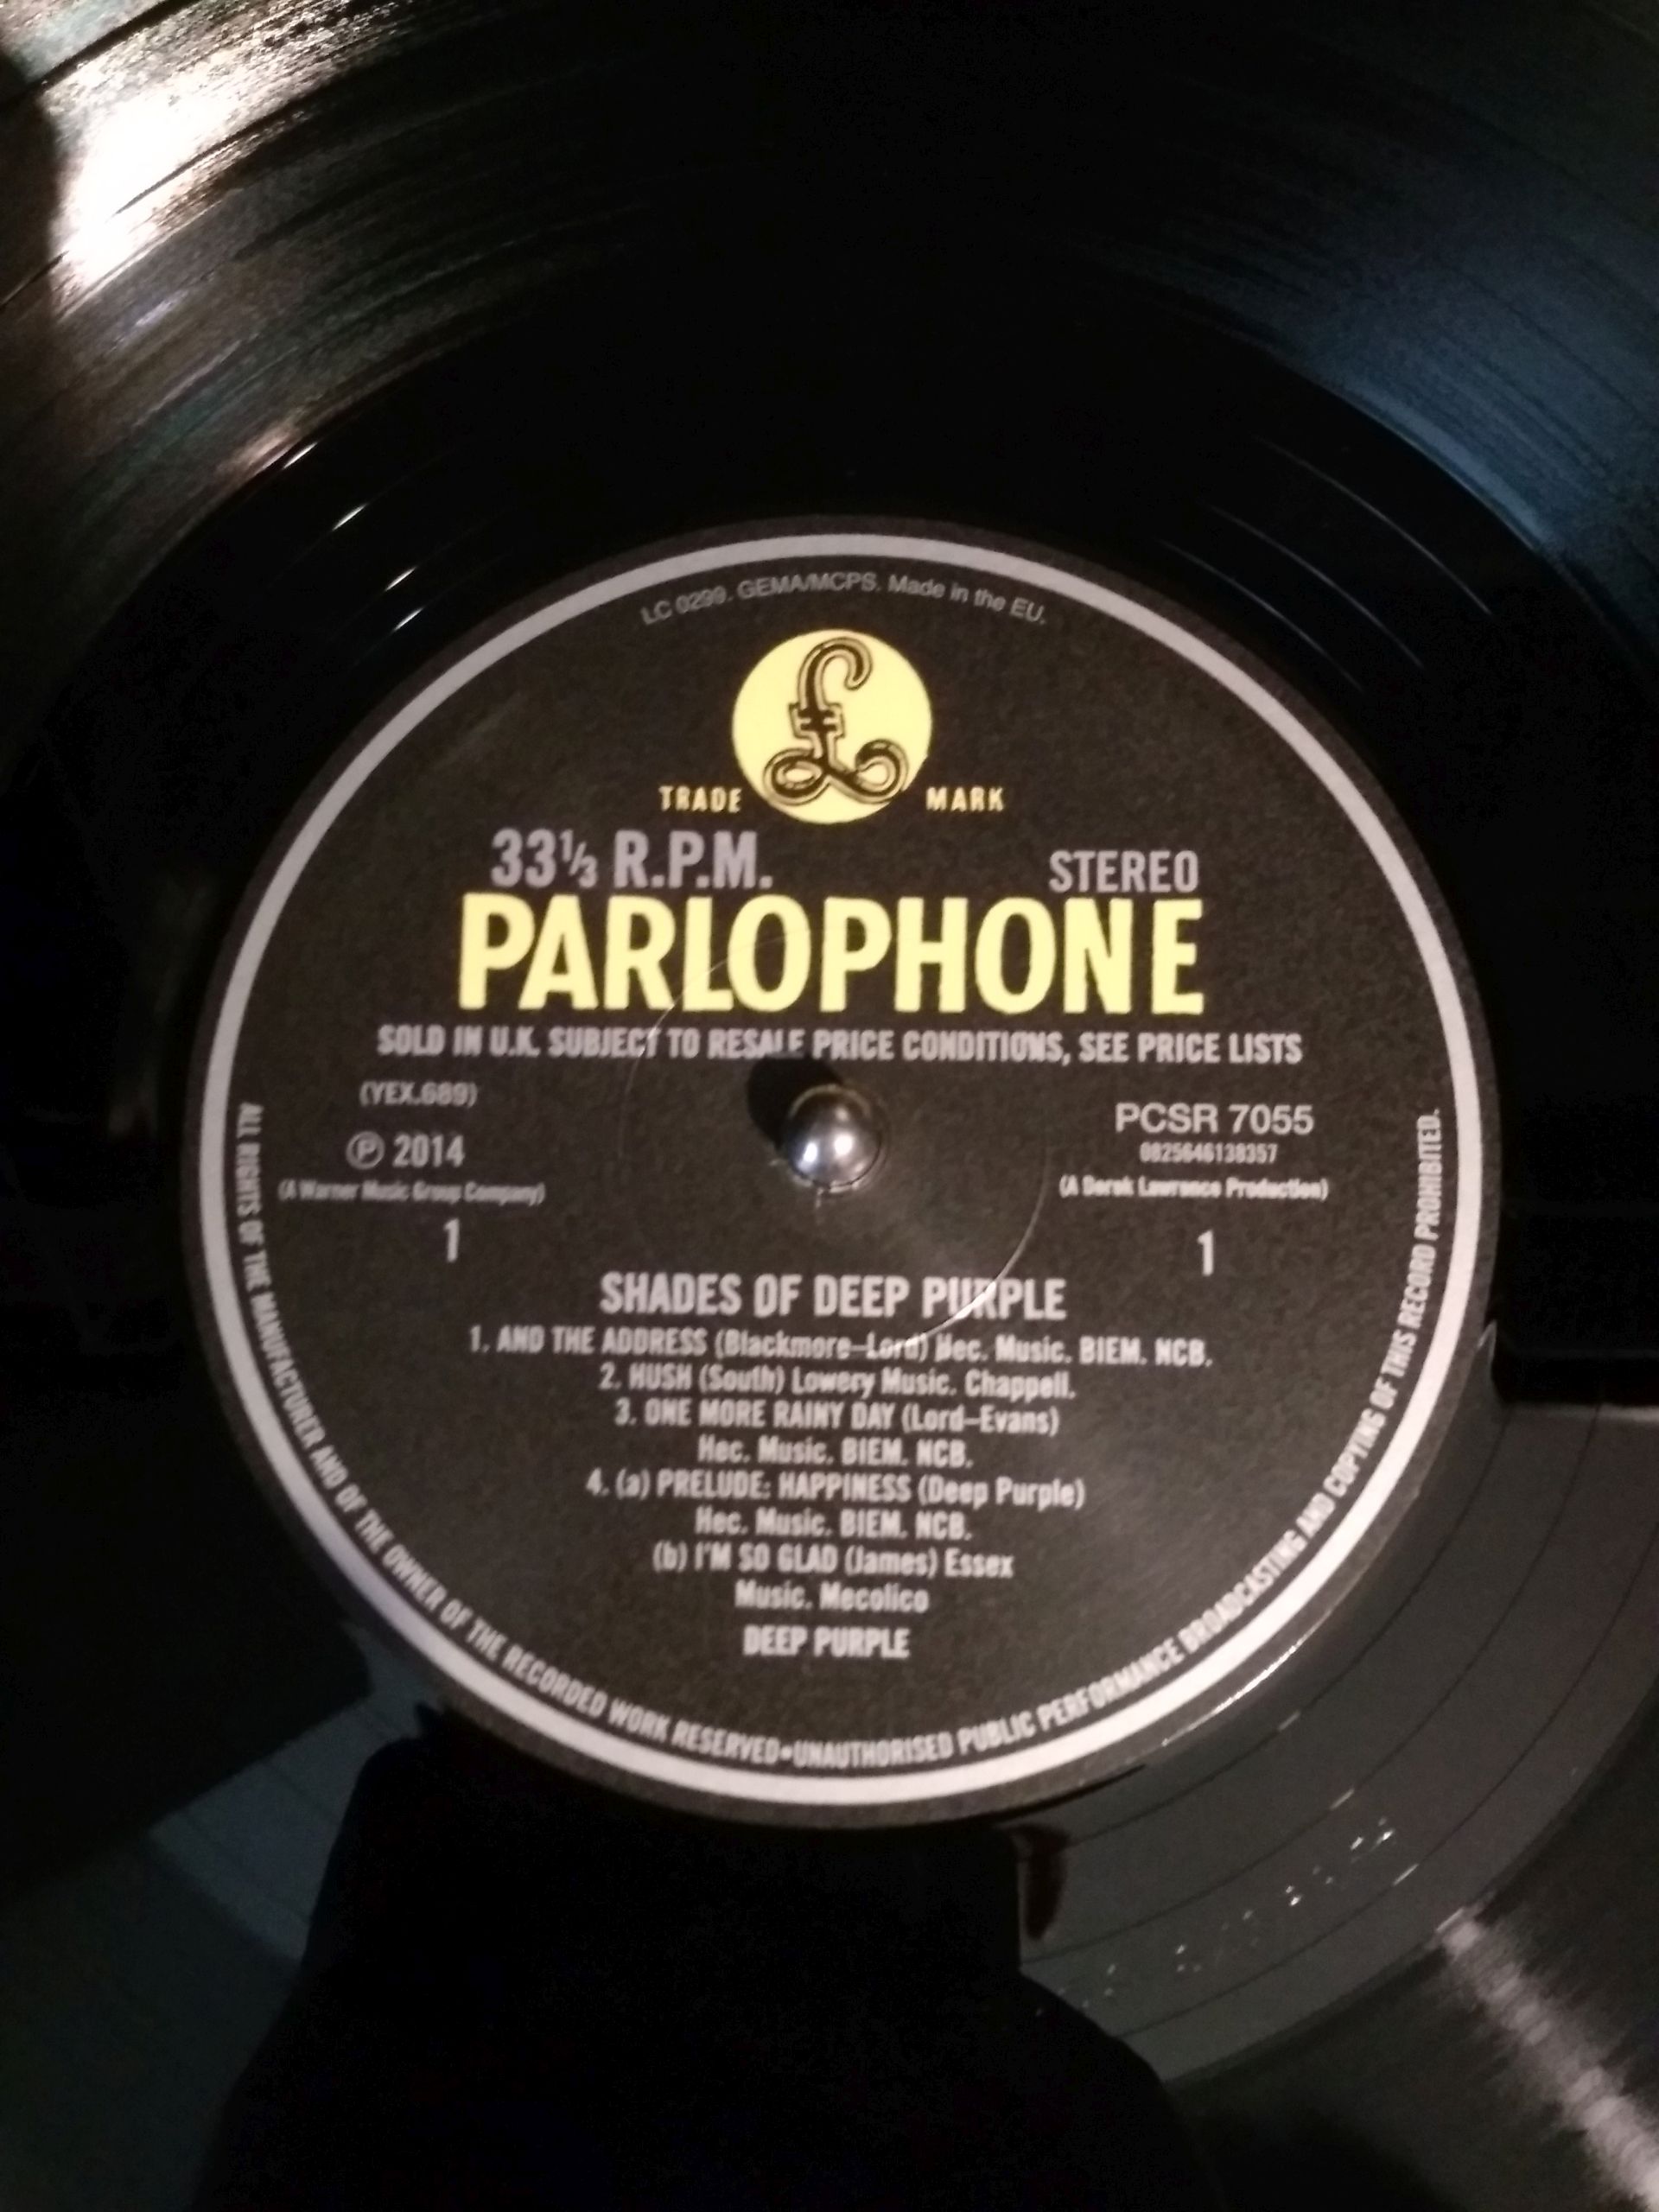 LC 0299. GEMA/MCPS. Made in the EU.
£
TRADE MARK
33⅓ R.P.M. STEREO
PARLOPHONE
SOLD IN U.K. SUBJECT TO RESALE PRICE CONDITIONS, SEE PRICE LISTS
(YEX.689)
PCSR 7055
0825646138357
℗ 2014
(A Warner Music Group Company)
(A Derek Lawrence Production)
1 1
SHADES OF DEEP PURPLE
1. AND THE ADDRESS (Blackmore–Lord) Hec. Music. BIEM. NCB.
2. HUSH (South) Lowery Music. Chappell.
3. ONE MORE RAINY DAY (Lord–Evans)
Hec. Music. BIEM. NCB.
4. (a) PRELUDE: HAPPINESS (Deep Purple)
Hec. Music. BIEM. NCB.
(b) I'M SO GLAD (James) Essex
Music. Mecolico
DEEP PURPLE
ALL RIGHTS OF THE MANUFACTURER AND OF THE OWNER OF THE RECORDED WORK RESERVED•UNAUTHORISED PUBLIC PERFORMANCE BROADCASTING AND COPYING OF THIS RECORD PROHIBITED.